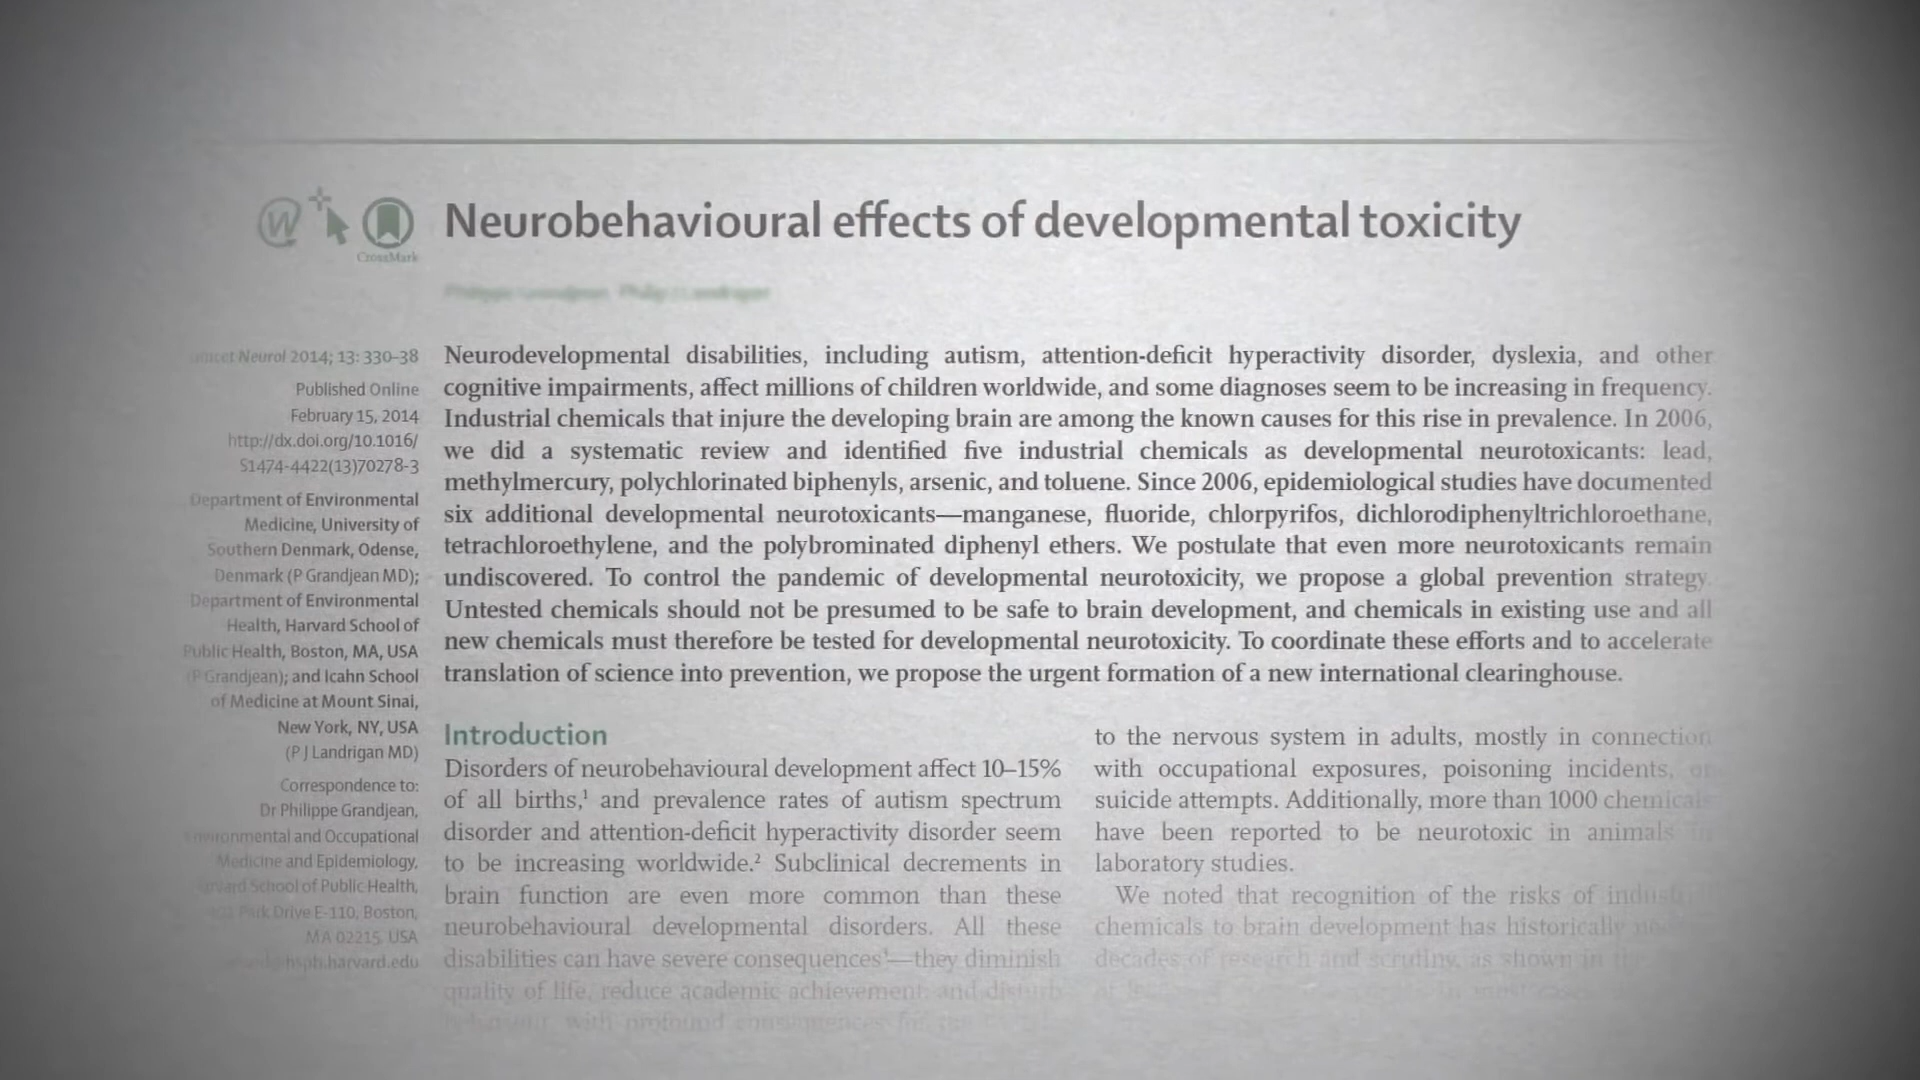 Neurobehavioural effects of developmental toxicity
CrossMark
Neurol 2014; 13: 330–38
Published Online
February 15, 2014
http://dx.doi.org/10.1016/
S1474-4422(13)70278-3
Department of Environmental
Medicine, University of
Southern Denmark, Odense,
Denmark (P Grandjean MD);
Department of Environmental
Health, Harvard School of
Public Health, Boston, MA, USA
(P Grandjean); and Icahn School
of Medicine at Mount Sinai,
New York, NY, USA
(P J Landrigan MD)
Correspondence to:
Dr Philippe Grandjean,
Environmental and Occupational
Medicine and Epidemiology,
Harvard School of Public Health,
Park Drive E-110, Boston,
MA 02215, USA
Neurodevelopmental disabilities, including autism, attention-deficit hyperactivity disorder, dyslexia, and other
cognitive impairments, affect millions of children worldwide, and some diagnoses seem to be increasing in frequency.
Industrial chemicals that injure the developing brain are among the known causes for this rise in prevalence. In 2006,
we did a systematic review and identified five industrial chemicals as developmental neurotoxicants: lead,
methylmercury, polychlorinated biphenyls, arsenic, and toluene. Since 2006, epidemiological studies have documented
six additional developmental neurotoxicants—manganese, fluoride, chlorpyrifos, dichlorodiphenyltrichloroethane,
tetrachloroethylene, and the polybrominated diphenyl ethers. We postulate that even more neurotoxicants remain
undiscovered. To control the pandemic of developmental neurotoxicity, we propose a global prevention strategy.
Untested chemicals should not be presumed to be safe to brain development, and chemicals in existing use and all
new chemicals must therefore be tested for developmental neurotoxicity. To coordinate these efforts and to accelerate
translation of science into prevention, we propose the urgent formation of a new international clearinghouse.
Introduction
Disorders of neurobehavioural development affect 10–15%
of all births,¹ and prevalence rates of autism spectrum
disorder and attention-deficit hyperactivity disorder seem
to be increasing worldwide.² Subclinical decrements in
brain function are even more common than these
neurobehavioural developmental disorders. All these
disabilities can have severe consequences³—they diminish
quality of life, reduce academic achievement, and disturb
with profound consequences for
to the nervous system in adults, mostly in connection
with occupational exposures, poisoning incidents, or
suicide attempts. Additionally, more than 1000 chemicals
have been reported to be neurotoxic in animals in
laboratory studies.
We noted that recognition of the risks of industrial
chemicals to brain development has historically
decades of research and scrutiny, as shown in